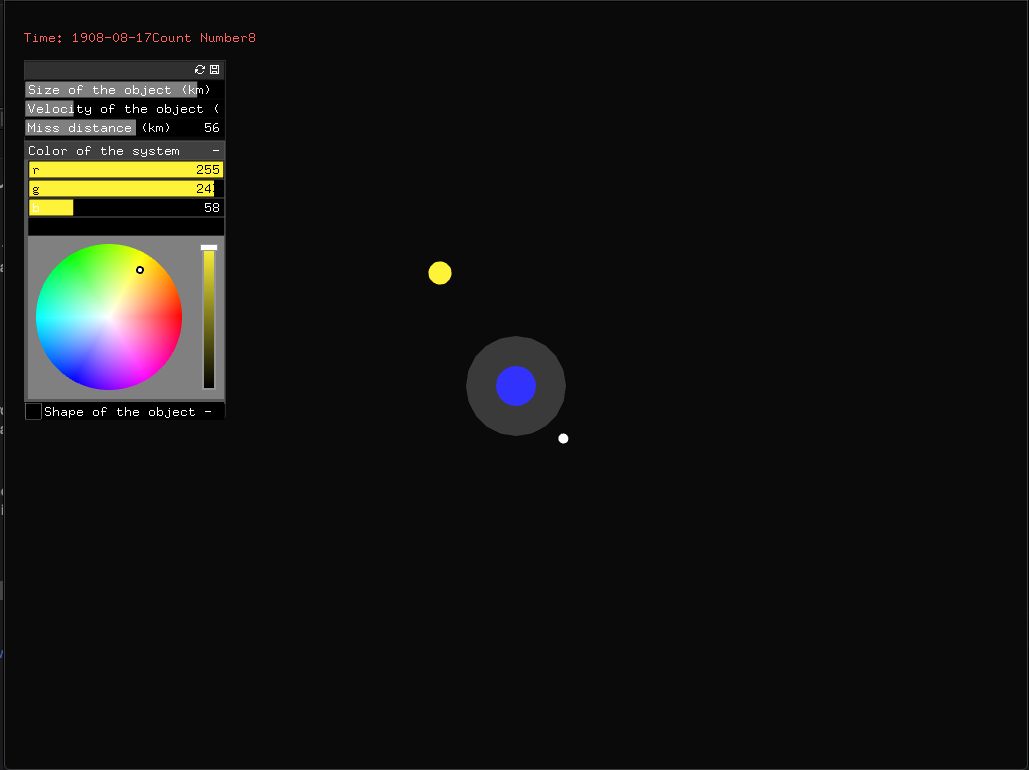 Time: 1908-08-17Count Number8
Size of the object (km)
Velocity of the object (
Miss distance (km) 56
Color of the system -
r 255
g 24
58
Shape of the object -